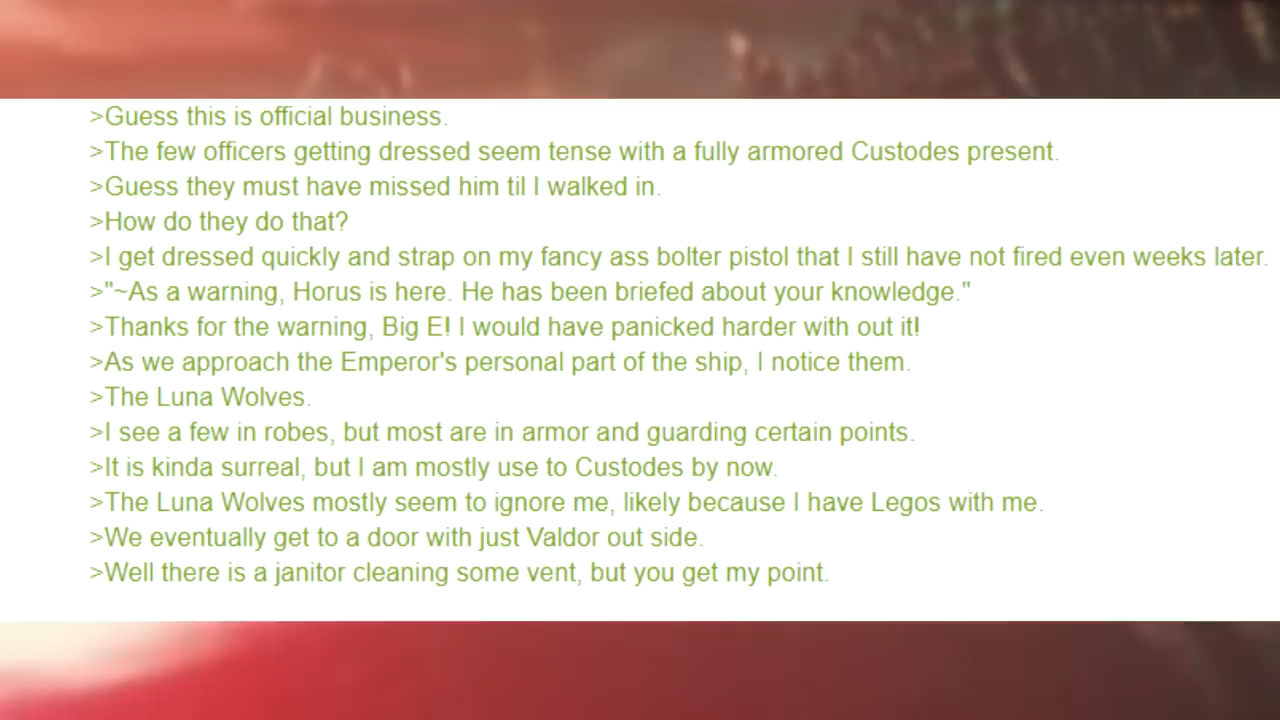 >Guess this is official business.
>The few officers getting dressed seem tense with a fully armored Custodes present.
>Guess they must have missed him til I walked in.
>How do they do that?
>I get dressed quickly and strap on my fancy ass bolter pistol that I still have not fired even weeks later.
>"~As a warning, Horus is here. He has been briefed about your knowledge."
>Thanks for the warning, Big E! I would have panicked harder with out it!
>As we approach the Emperor's personal part of the ship, I notice them.
>The Luna Wolves.
>I see a few in robes, but most are in armor and guarding certain points.
>It is kinda surreal, but I am mostly use to Custodes by now.
>The Luna Wolves mostly seem to ignore me, likely because I have Legos with me.
>We eventually get to a door with just Valdor out side.
>Well there is a janitor cleaning some vent, but you get my point.